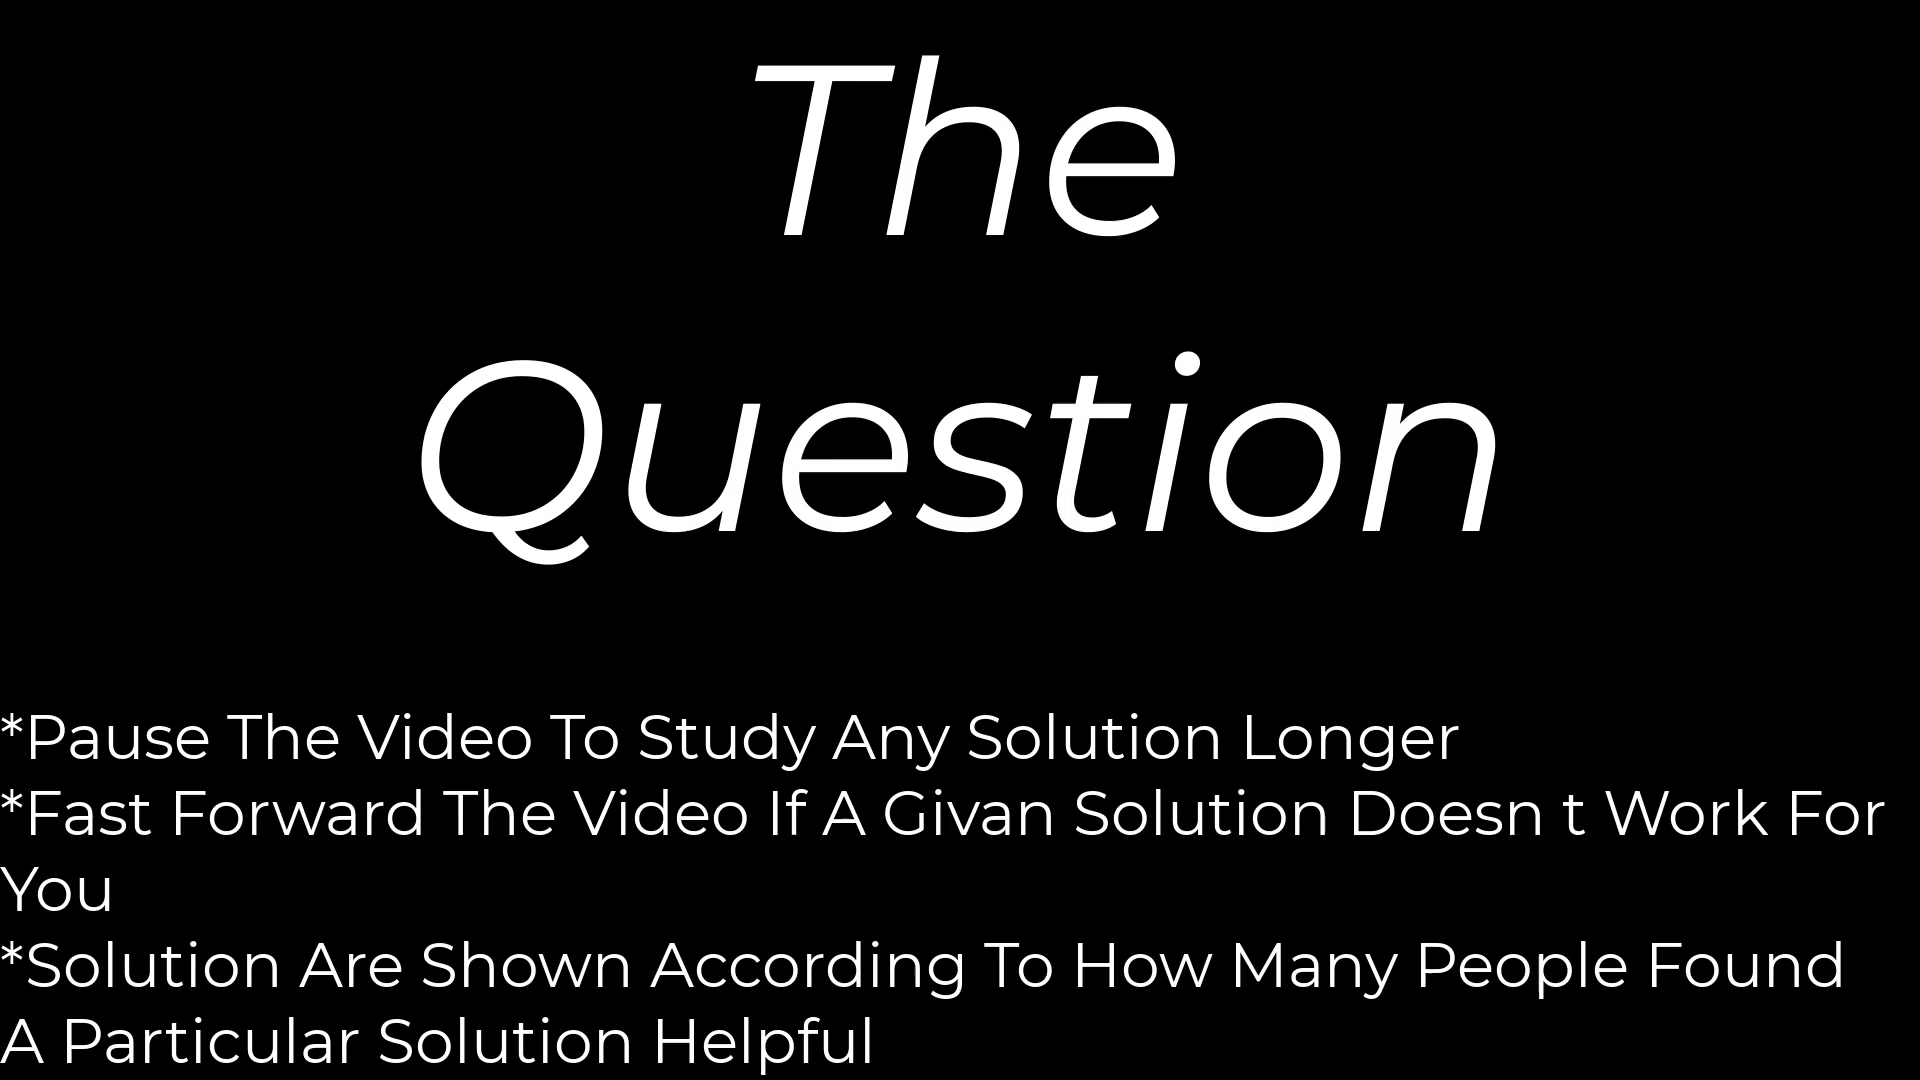 The
Question
*Pause The Video To Study Any Solution Longer
*Fast Forward The Video If A Givan Solution Doesn t Work For
You
*Solution Are Shown According To How Many People Found
A Particular Solution Helpful